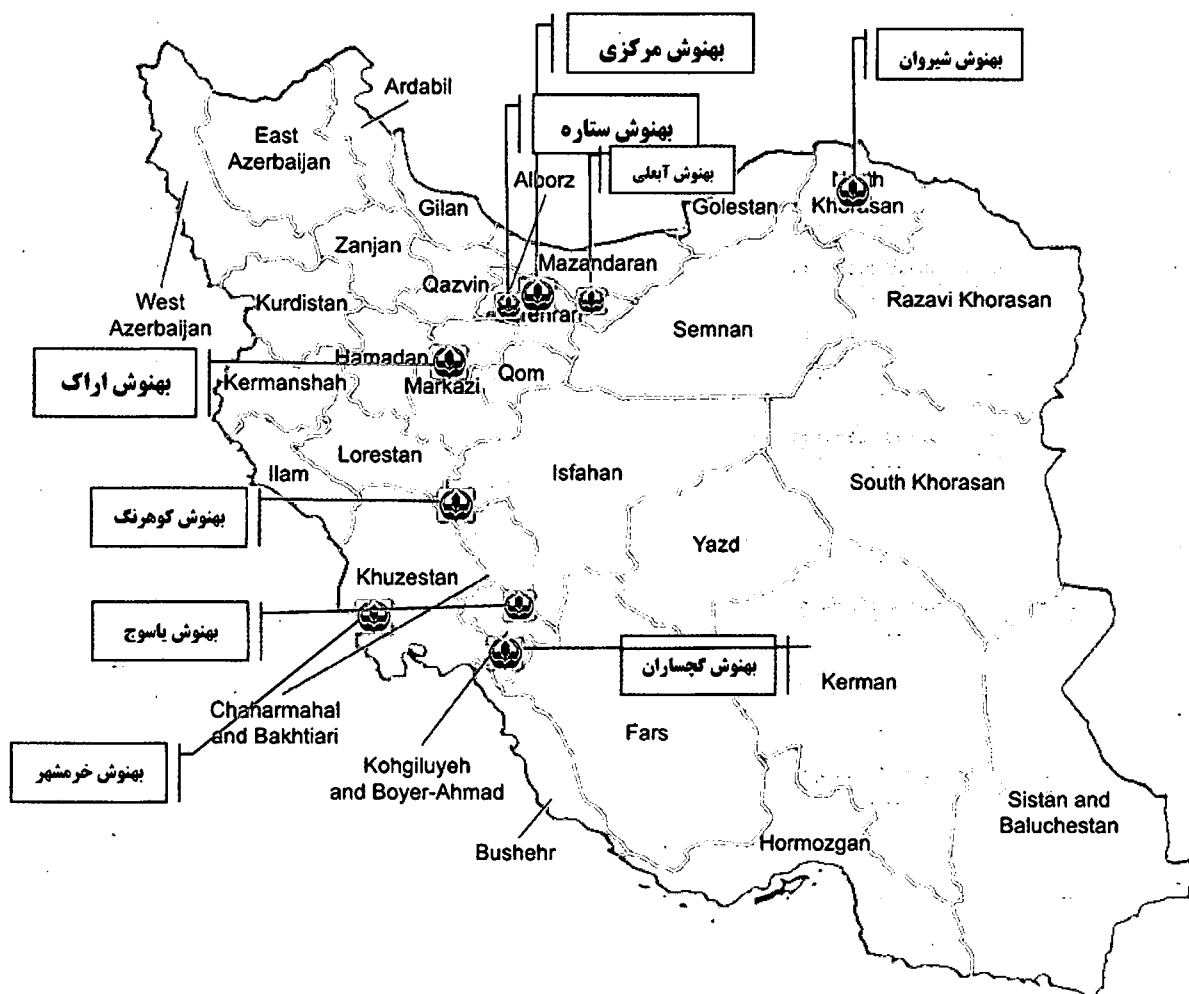 بهنوش مرکزی
بهنوش شیروان
Ardabil
بهنوش ستاره
East
Azerbaijan
بهنوش آبعلی
Alborz
North
Khorasan
Golestan
Gilan
Zanjan
Mazandaran
Qazvin
Tehran
West
Azerbaijan
Kurdistan
Razavi Khorasan
Semnan
Hamadan
بهنوش اراک
Kermanshah
Markazi
Qom
Lorestan
Ilam
Isfahan
South Khorasan
بهنوش کوهرنگ
Yazd
Khuzestan
بهنوش یاسوج
بهنوش گچساران
Kerman
Chaharmahal
and Bakhtiari
Fars
بهنوش خرمشهر
Kohgiluyeh
and Boyer-Ahmad
Sistan and
Baluchestan
Hormozgan
Bushehr